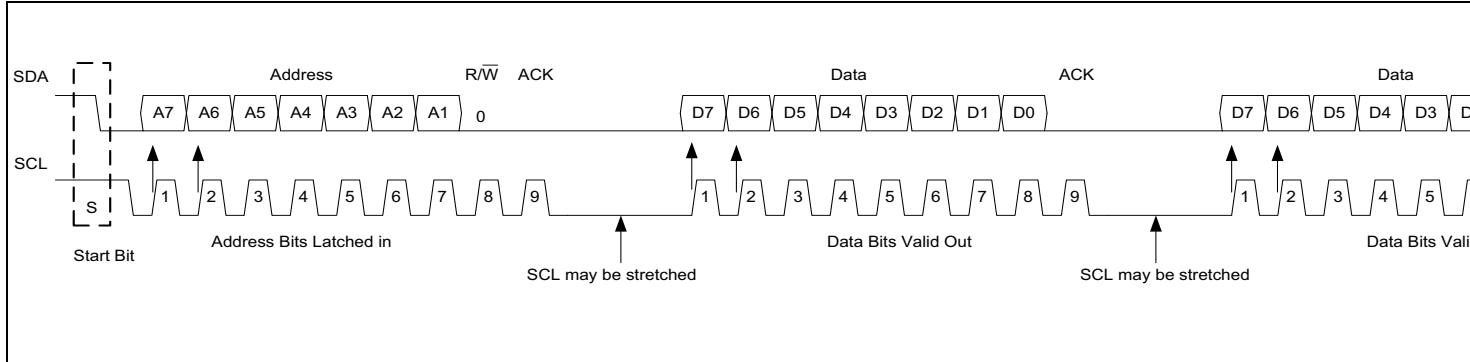 Address R/W ACK Data ACK Data
SDA
A7 A6 A5 A4 A3 A2 A1 0 D7 D6 D5 D4 D3 D2 D1 D0 D7 D6 D5 D4 D3
SCL
S 1 2 3 4 5 6 7 8 9 1 2 3 4 5 6 7 8 9 1 2 3 4 5
Address Bits Latched in Data Bits Valid Out Data Bits Vali
Start Bit
SCL may be stretched SCL may be stretched